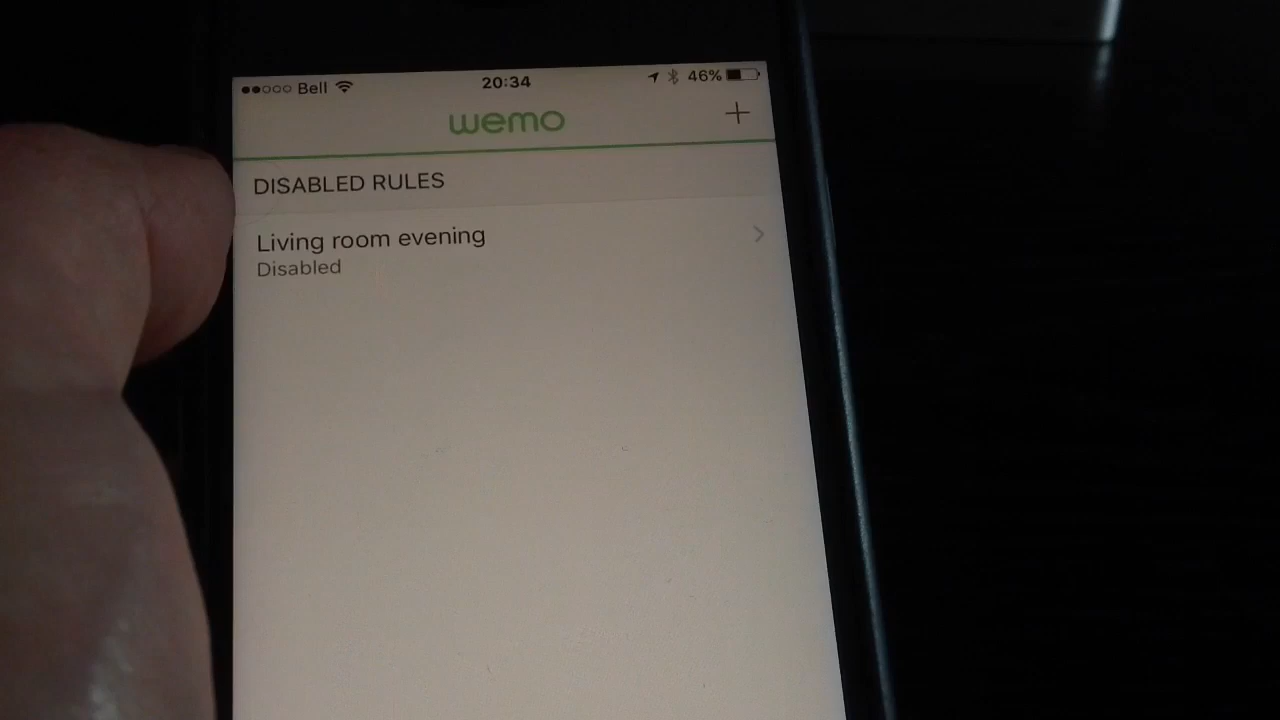 Bell 20:34 46%
wemo +
DISABLED RULES
Living room evening
Disabled